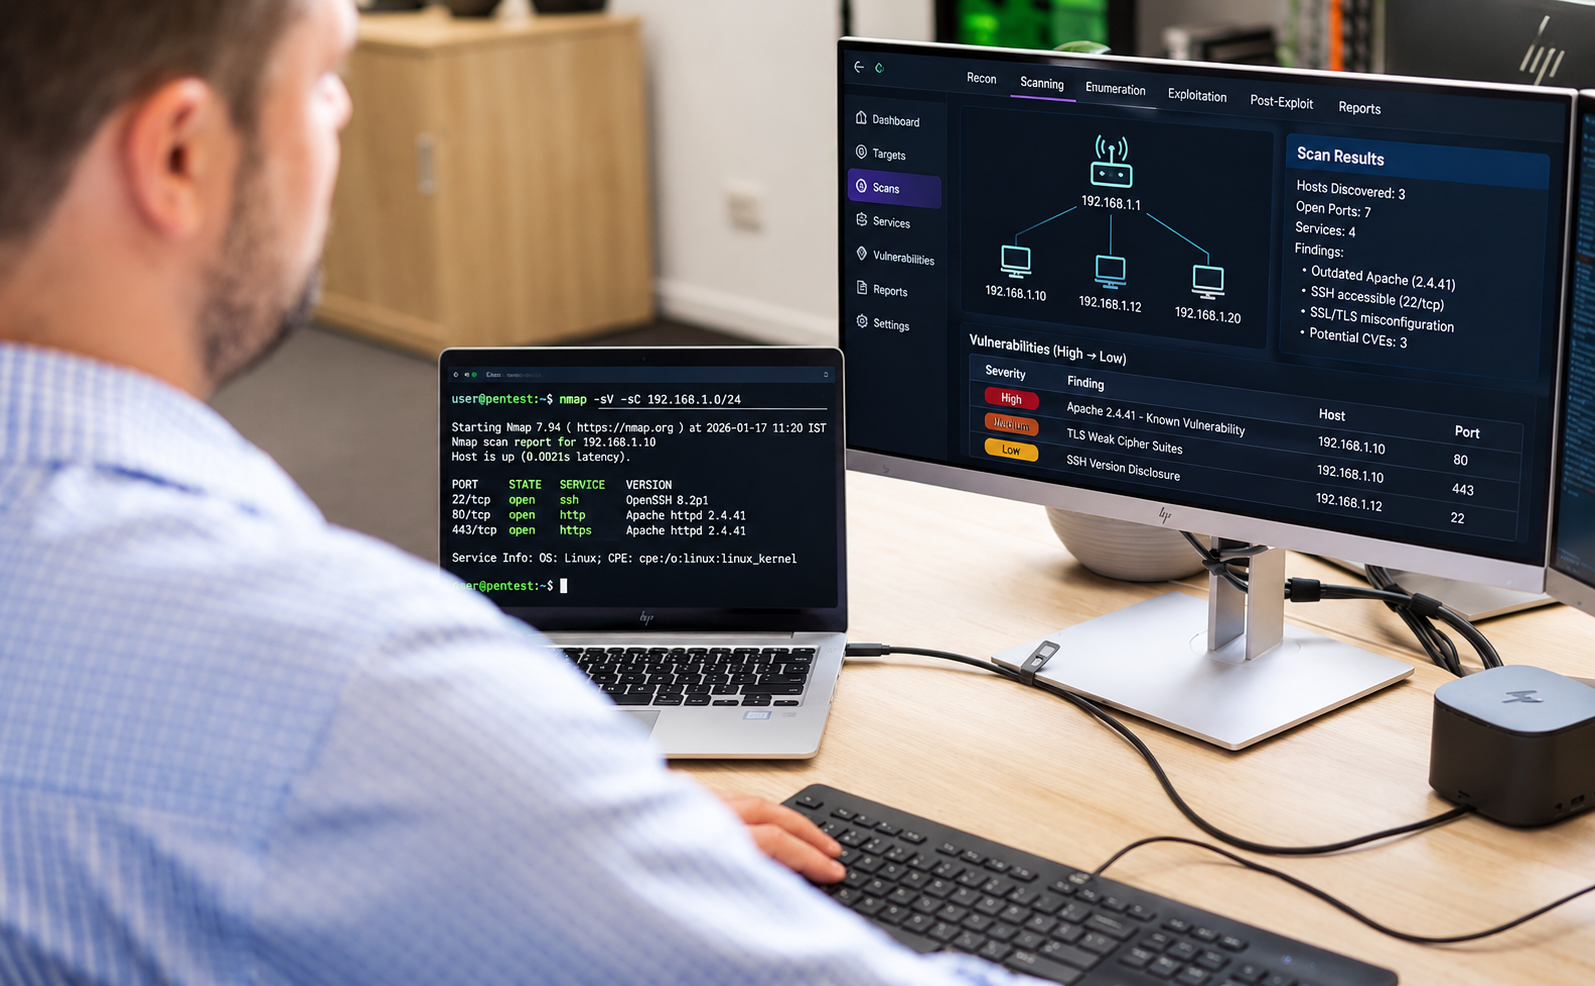 user@pentest:~$ nmap -sV -sC 192.168.1.0/24
Starting Nmap 7.94 ( https://nmap.org ) at 2026-01-17 11:20 IST
Nmap scan report for 192.168.1.10
Host is up (0.0021s latency).
PORT STATE SERVICE VERSION
22/tcp open ssh OpenSSH 8.2p1
80/tcp open http Apache httpd 2.4.41
443/tcp open https Apache httpd 2.4.41
Service Info: OS: Linux; CPE: cpe:/o:linux:linux_kernel
er@pentest:~$
hp
Recon Scanning Enumeration Exploitation Post-Exploit Reports
Dashboard
Targets
Scans
Services
Vulnerabilities
Reports
Settings
192.168.1.1
192.168.1.10 192.168.1.12 192.168.1.20
Scan Results
Hosts Discovered: 3
Open Ports: 7
Services: 4
Findings:
• Outdated Apache (2.4.41)
• SSH accessible (22/tcp)
• SSL/TLS misconfiguration
• Potential CVEs: 3
Vulnerabilities (High → Low)
Severity Finding Host Port
High Apache 2.4.41 - Known Vulnerability 192.168.1.10 80
Medium TLS Weak Cipher Suites 192.168.1.10 443
Low SSH Version Disclosure 192.168.1.12 22
hp
hp
hp